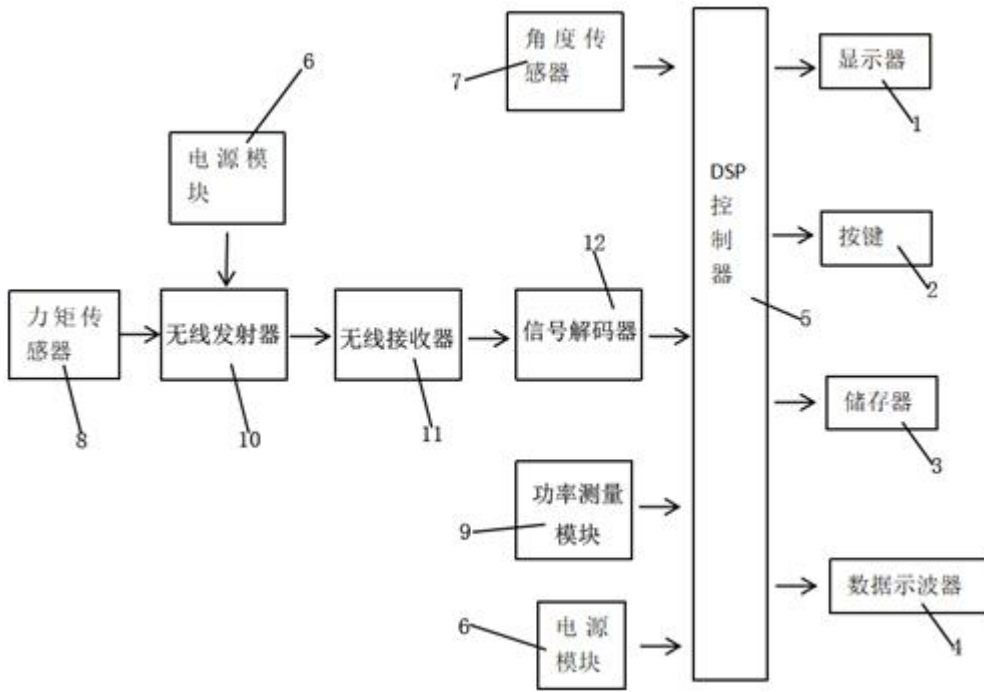 角度传
感器
7
显示器
1
6
电源模
块
DSP
控
制
器
5
按键
2
12
力矩传
感器
8
无线发射器
10
无线接收器
11
信号解码器
储存器
3
功率测量
模块
9
数据示波器
4
电源
模块
6